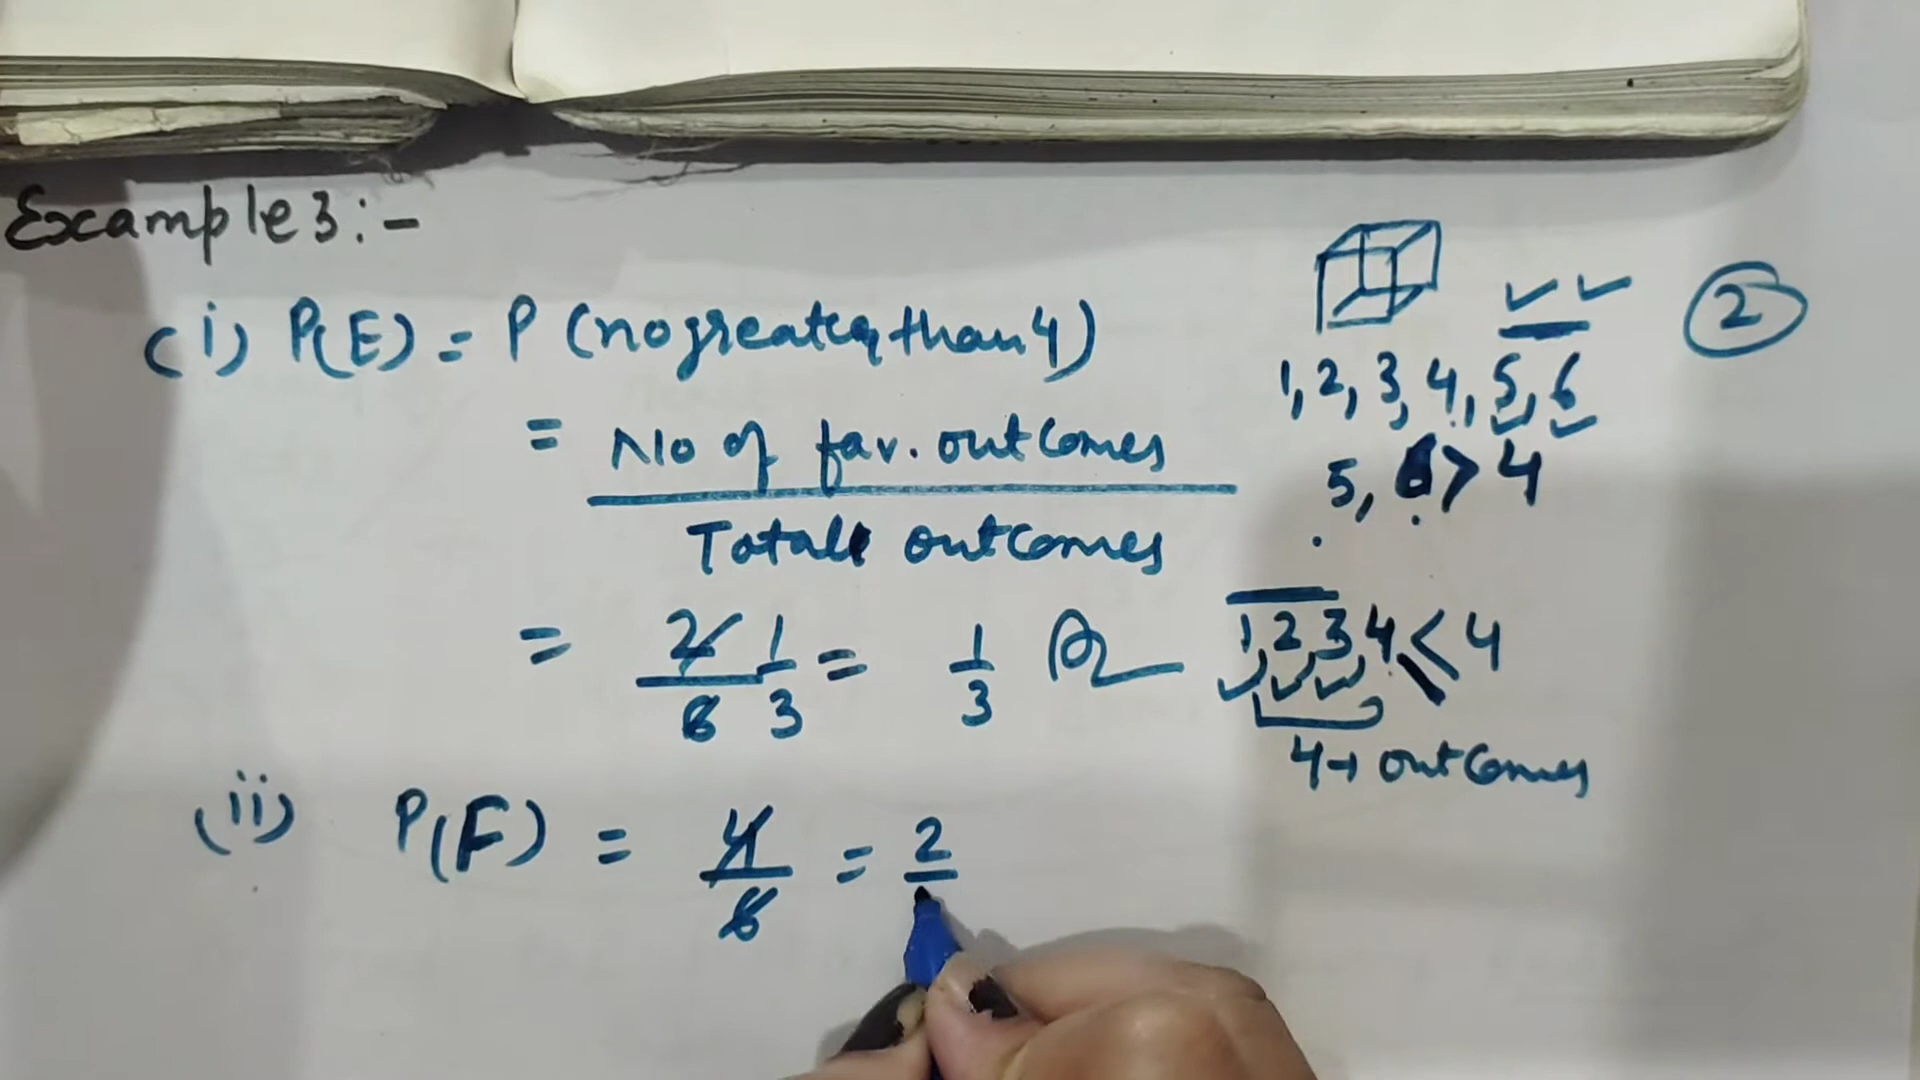 Example 3:-
(i) P(E) = P (no greater than 4)
= No of fav. outcomes
Total outcomes
= 2/6 1/3 = 1/3
(ii) P(F) = 4/6 = 2
2
1, 2, 3, 4, 5, 6
5, 6 > 4
1, 2, 3, 4 < 4
4 → outcomes